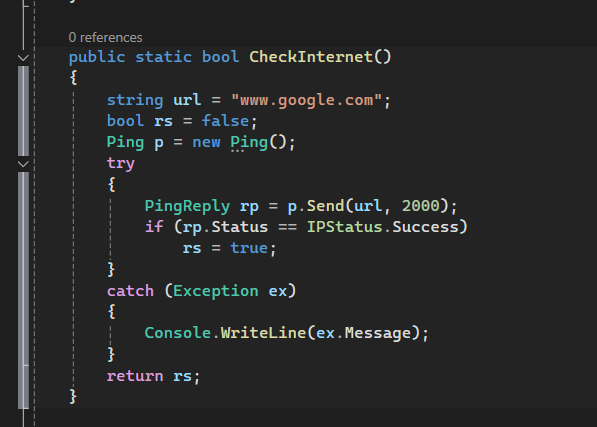 0 references
public static bool CheckInternet()
{
string url = "www.google.com";
bool rs = false;
Ping p = new Ping();
try
{
PingReply rp = p.Send(url, 2000);
if (rp.Status == IPStatus.Success)
rs = true;
}
catch (Exception ex)
{
Console.WriteLine(ex.Message);
}
return rs;
}